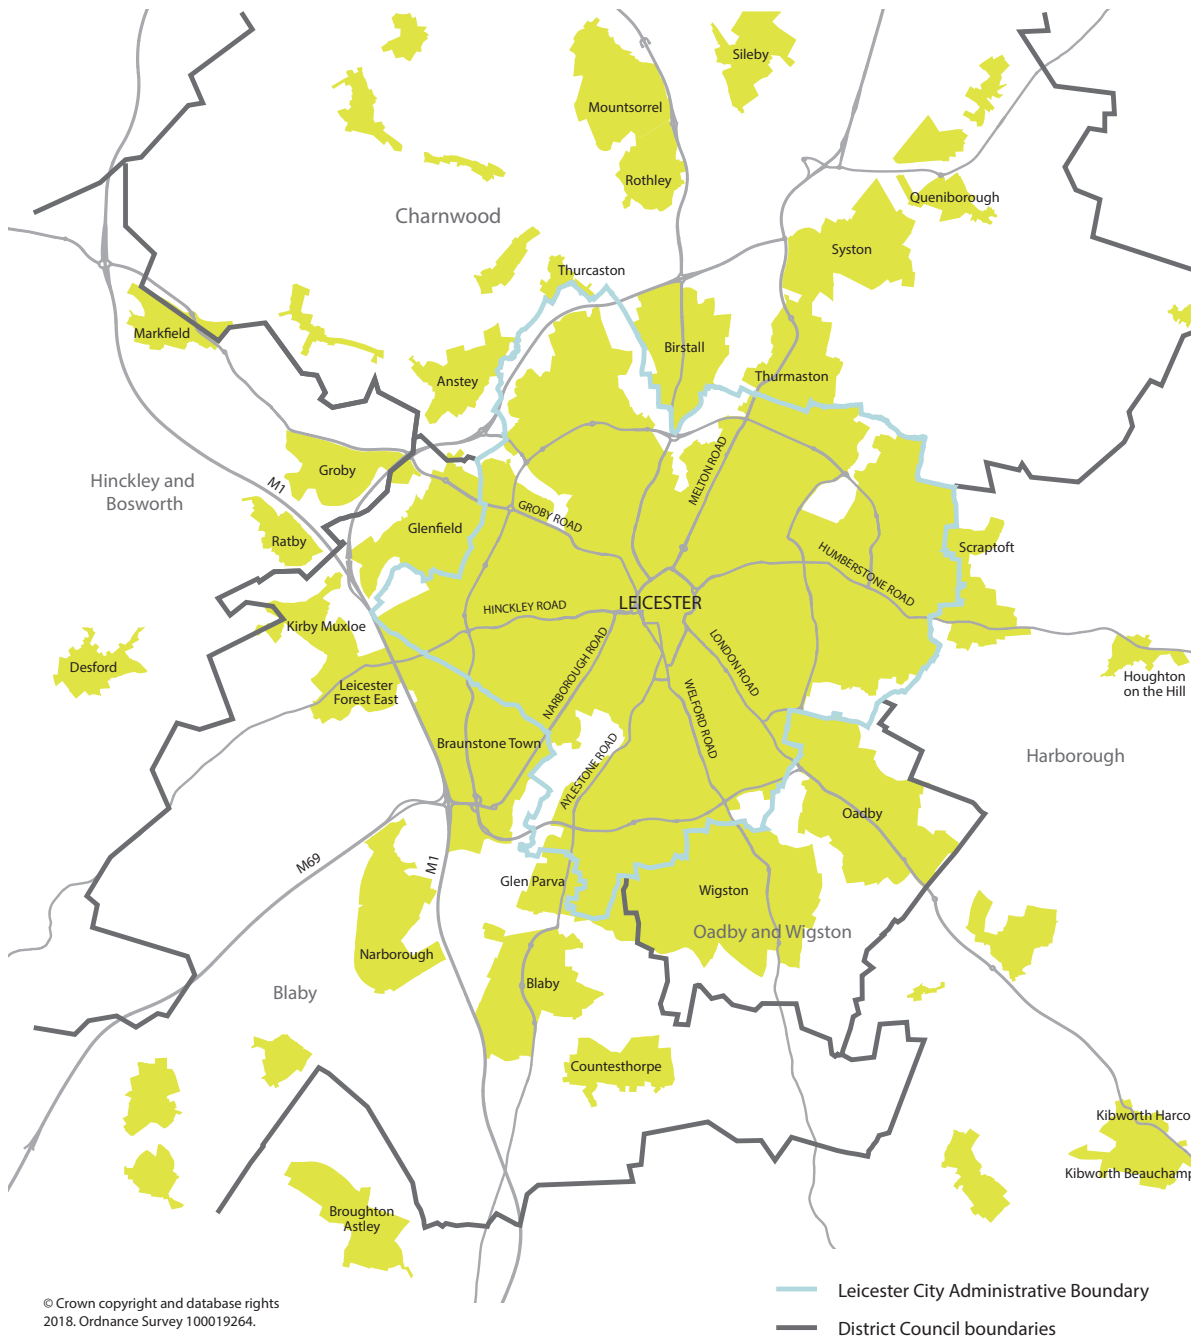 Sileby
Mountsorrel
Rothley
Queniborough
Charnwood
Syston
Thurcaston
Markfield
Birstall
Anstey
Thurmaston
MELTON ROAD
Groby
Hinckley and
Bosworth
M1
GROBY ROAD
Glenfield
Ratby
Scraptoft
HUMBERSTONE ROAD
HINCKLEY ROAD
LEICESTER
Kirby Muxloe
NARBOROUGH ROAD
LONDON ROAD
Desford
Houghton
on the Hill
Leicester
Forest East
WELFORD ROAD
Braunstone Town
AYLESTONE ROAD
Harborough
Oadby
M69
M1
Glen Parva
Wigston
Oadby and Wigston
Narborough
Blaby
Blaby
Countesthorpe
Kibworth Harco
Kibworth Beauchamp
Broughton
Astley
Leicester City Administrative Boundary
District Council boundaries
© Crown copyright and database rights
2018. Ordnance Survey 100019264.